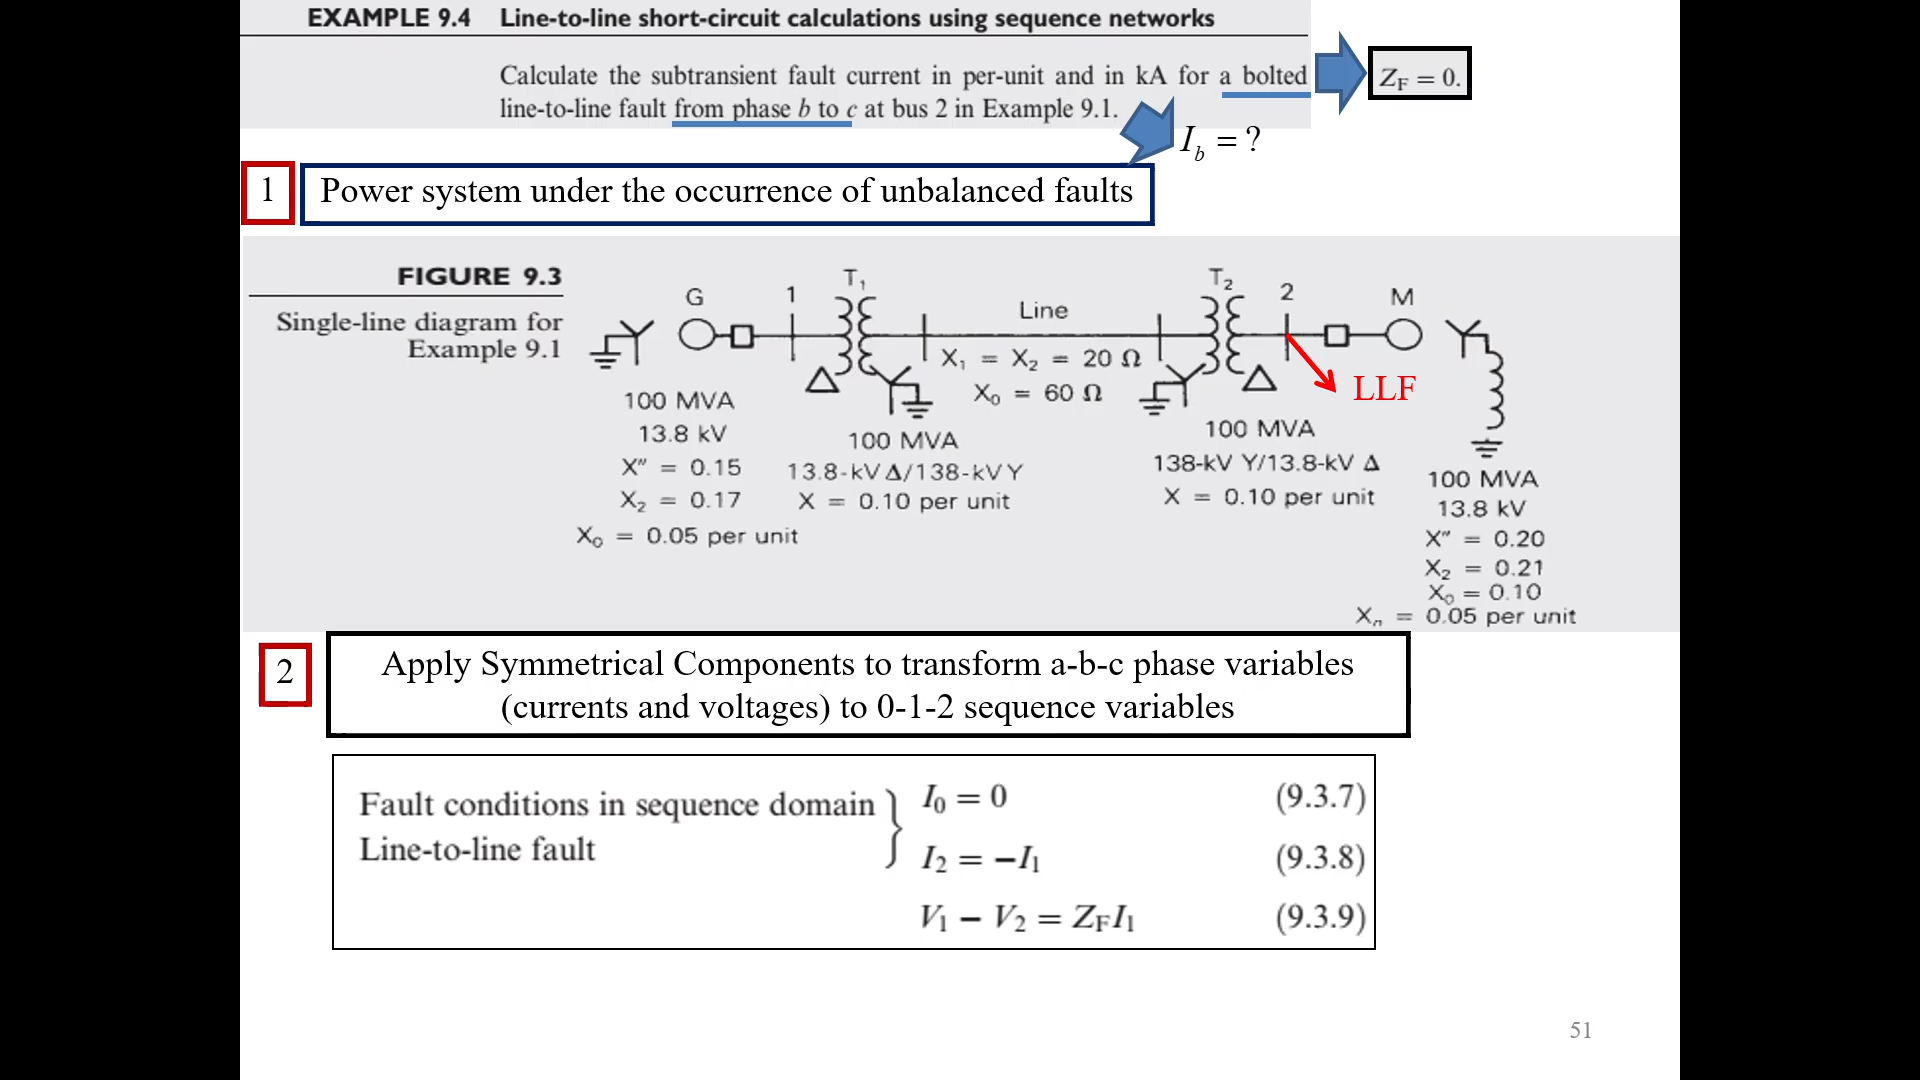 EXAMPLE 9.4 Line-to-line short-circuit calculations using sequence networks
Calculate the subtransient fault current in per-unit and in kA for a bolted
line-to-line fault from phase b to c at bus 2 in Example 9.1.
Z_F = 0.
I_b = ?
1 Power system under the occurrence of unbalanced faults
FIGURE 9.3
Single-line diagram for
Example 9.1
G
1
T₁
Line
T₂
2
M
X₁ = X₂ = 20 Ω
X₀ = 60 Ω
LLF
100 MVA
13.8 kV
X″ = 0.15
X₂ = 0.17
X₀ = 0.05 per unit
100 MVA
13.8-kV Δ/138-kV Y
X = 0.10 per unit
100 MVA
138-kV Y/13.8-kV Δ
X = 0.10 per unit
100 MVA
13.8 kV
X″ = 0.20
X₂ = 0.21
X₀ = 0.10
Xₙ = 0.05 per unit
2 Apply Symmetrical Components to transform a-b-c phase variables
(currents and voltages) to 0-1-2 sequence variables
Fault conditions in sequence domain
Line-to-line fault
I₀ = 0 (9.3.7)
I₂ = −I₁ (9.3.8)
V₁ − V₂ = Z_F I₁ (9.3.9)
51